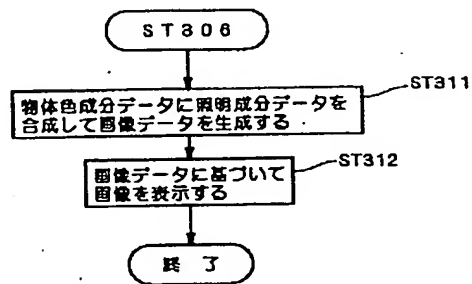 ST306
ST311
物体色成分データに照明成分データを
合成して画像データを生成する
ST312
画像データに基づいて
画像を表示する
終了